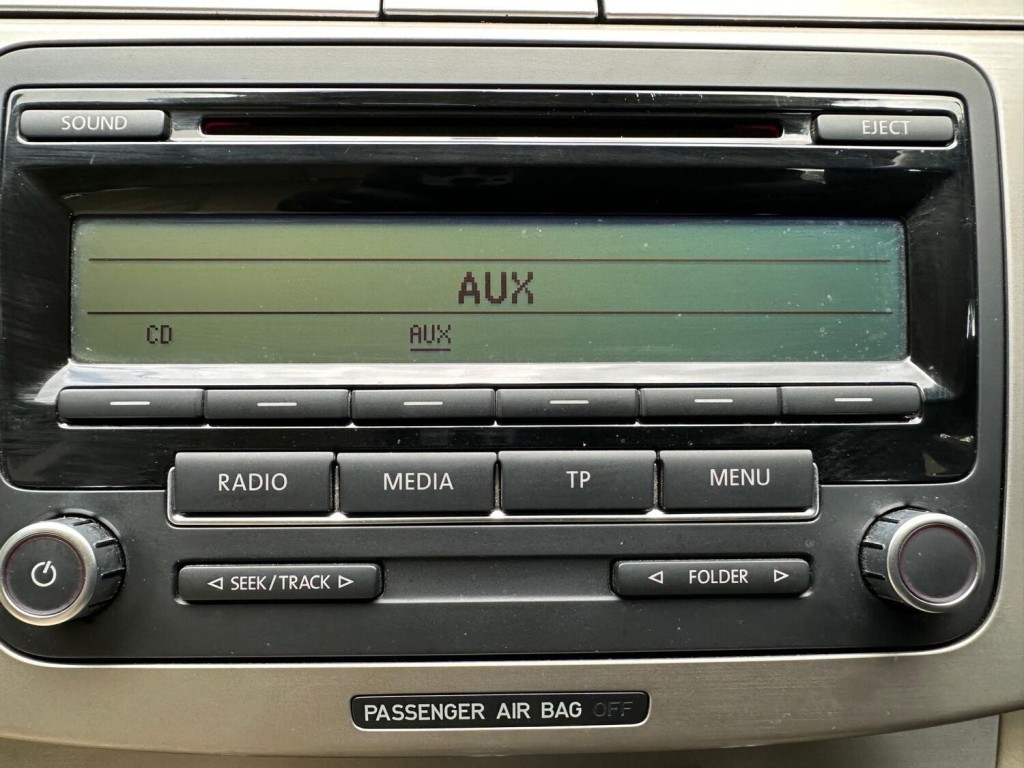 SOUND EJECT
AUX
CD AUX
RADIO MEDIA TP MENU
SEEK/TRACK FOLDER
PASSENGER AIR BAG OFF